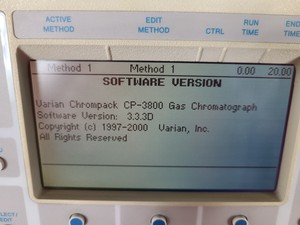 ACTIVE METHOD EDIT METHOD CTRL RUN TIME END TIME
Method 1 Method 1 0.00 20.00
SOFTWARE VERSION
Varian Chrompack CP-3800 Gas Chromatograph
Software Version: 3.3.3D
Copyright (c) 1997-2000 Varian, Inc.
All Rights Reserved